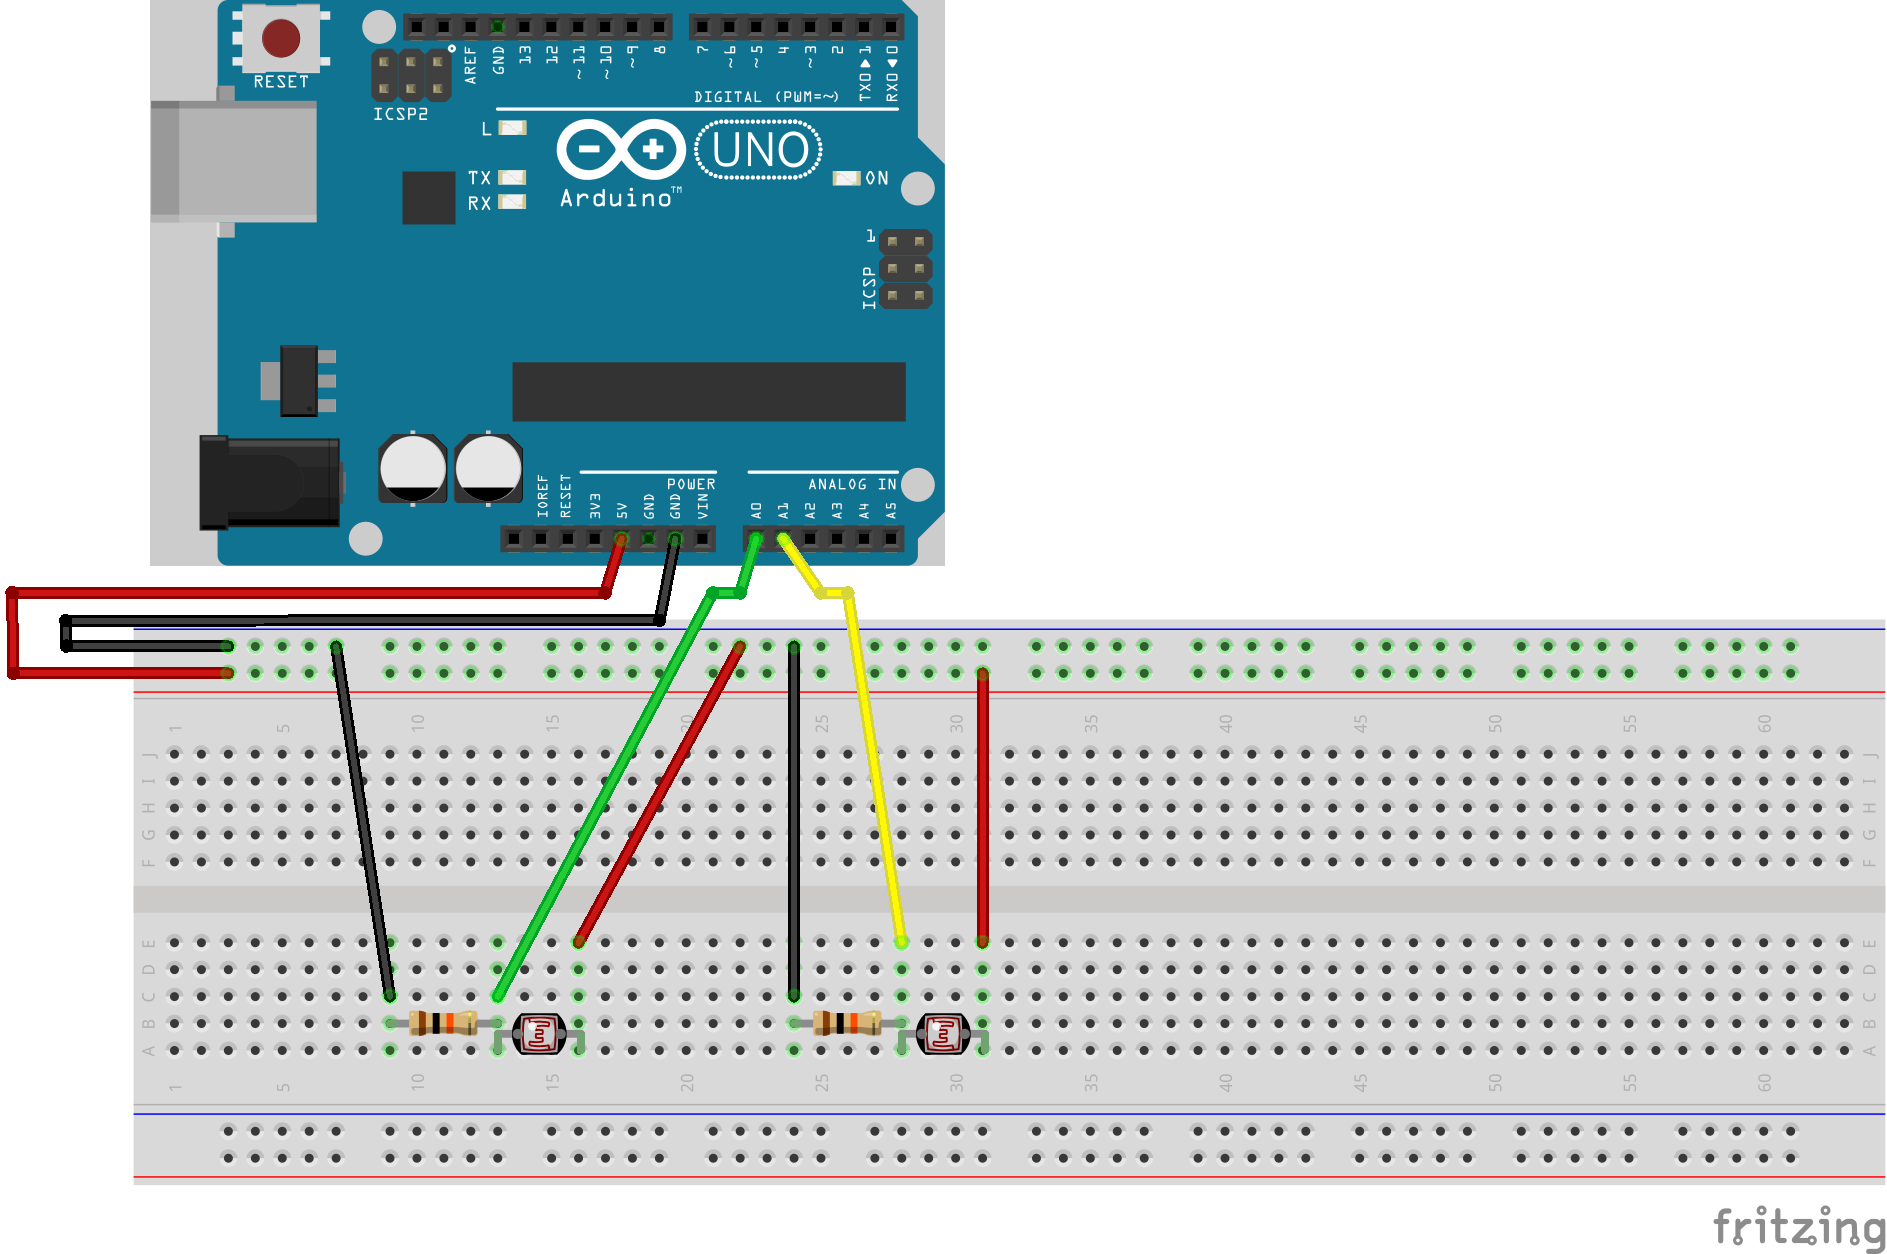 RESET
ICSP2
AREF
GND
13
12
~11
~10
~9
8
7
~6
~5
4
~3
2
TX0▶1
RX0◀0
DIGITAL (PWM=~)
L
TX
RX
Arduino™
UNO
ON
1
ICSP
POWER
ANALOG IN
IOREF
RESET
3V3
5V
GND
GND
VIN
A0
A1
A2
A3
A4
A5
1 5 10 15 20 25 30 35 40 45 50 55 60
J J
I I
H H
G G
F F
E E
D D
C C
B B
A A
1 5 10 15 20 25 30 35 40 45 50 55 60
fritzing